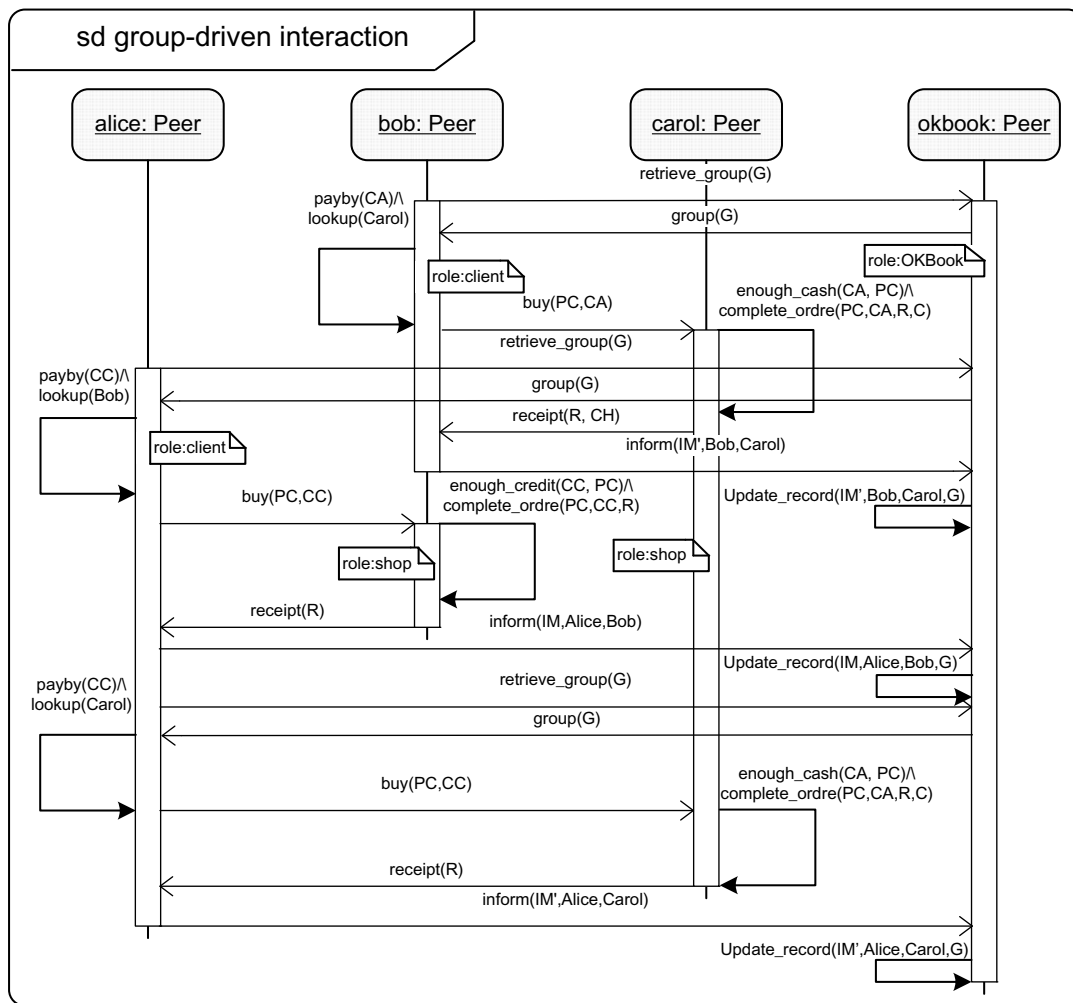 sd group-driven interaction
alice: Peer
bob: Peer
carol: Peer
okbook: Peer
retrieve_group(G)
payby(CA)/\
lookup(Carol)
group(G)
role:OKBook
role:client
enough_cash(CA, PC)/\
complete_ordre(PC,CA,R,C)
buy(PC,CA)
retrieve_group(G)
payby(CC)/\
lookup(Bob)
group(G)
receipt(R, CH)
role:client
inform(IM',Bob,Carol)
enough_credit(CC, PC)/\
complete_ordre(PC,CC,R)
buy(PC,CC)
Update_record(IM’,Bob,Carol,G)
role:shop
role:shop
receipt(R)
inform(IM,Alice,Bob)
Update_record(IM,Alice,Bob,G)
payby(CC)/\
lookup(Carol)
retrieve_group(G)
group(G)
buy(PC,CC)
enough_cash(CA, PC)/\
complete_ordre(PC,CA,R,C)
receipt(R)
inform(IM',Alice,Carol)
Update_record(IM’,Alice,Carol,G)